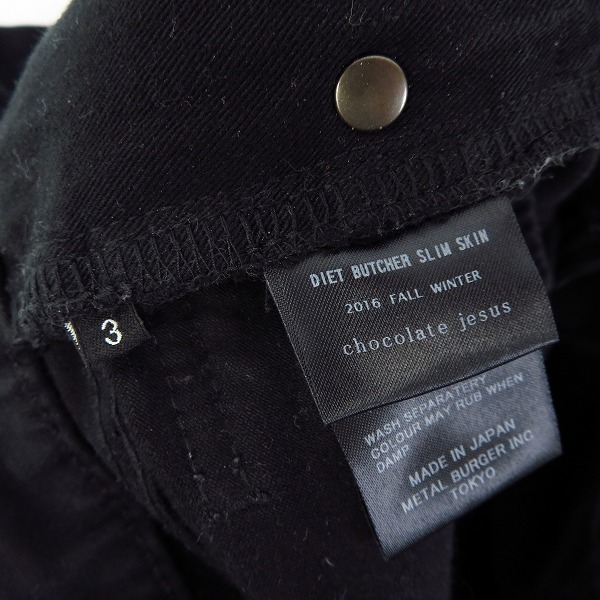 DIET BUTCHER SLIM SKIN
2016 FALL WINTER
chocolate jesus
3
WASH SEPARATERY
COLOUR MAY RUB WHEN
DAMP
MADE IN JAPAN
METAL BURGER INC
TOKYO